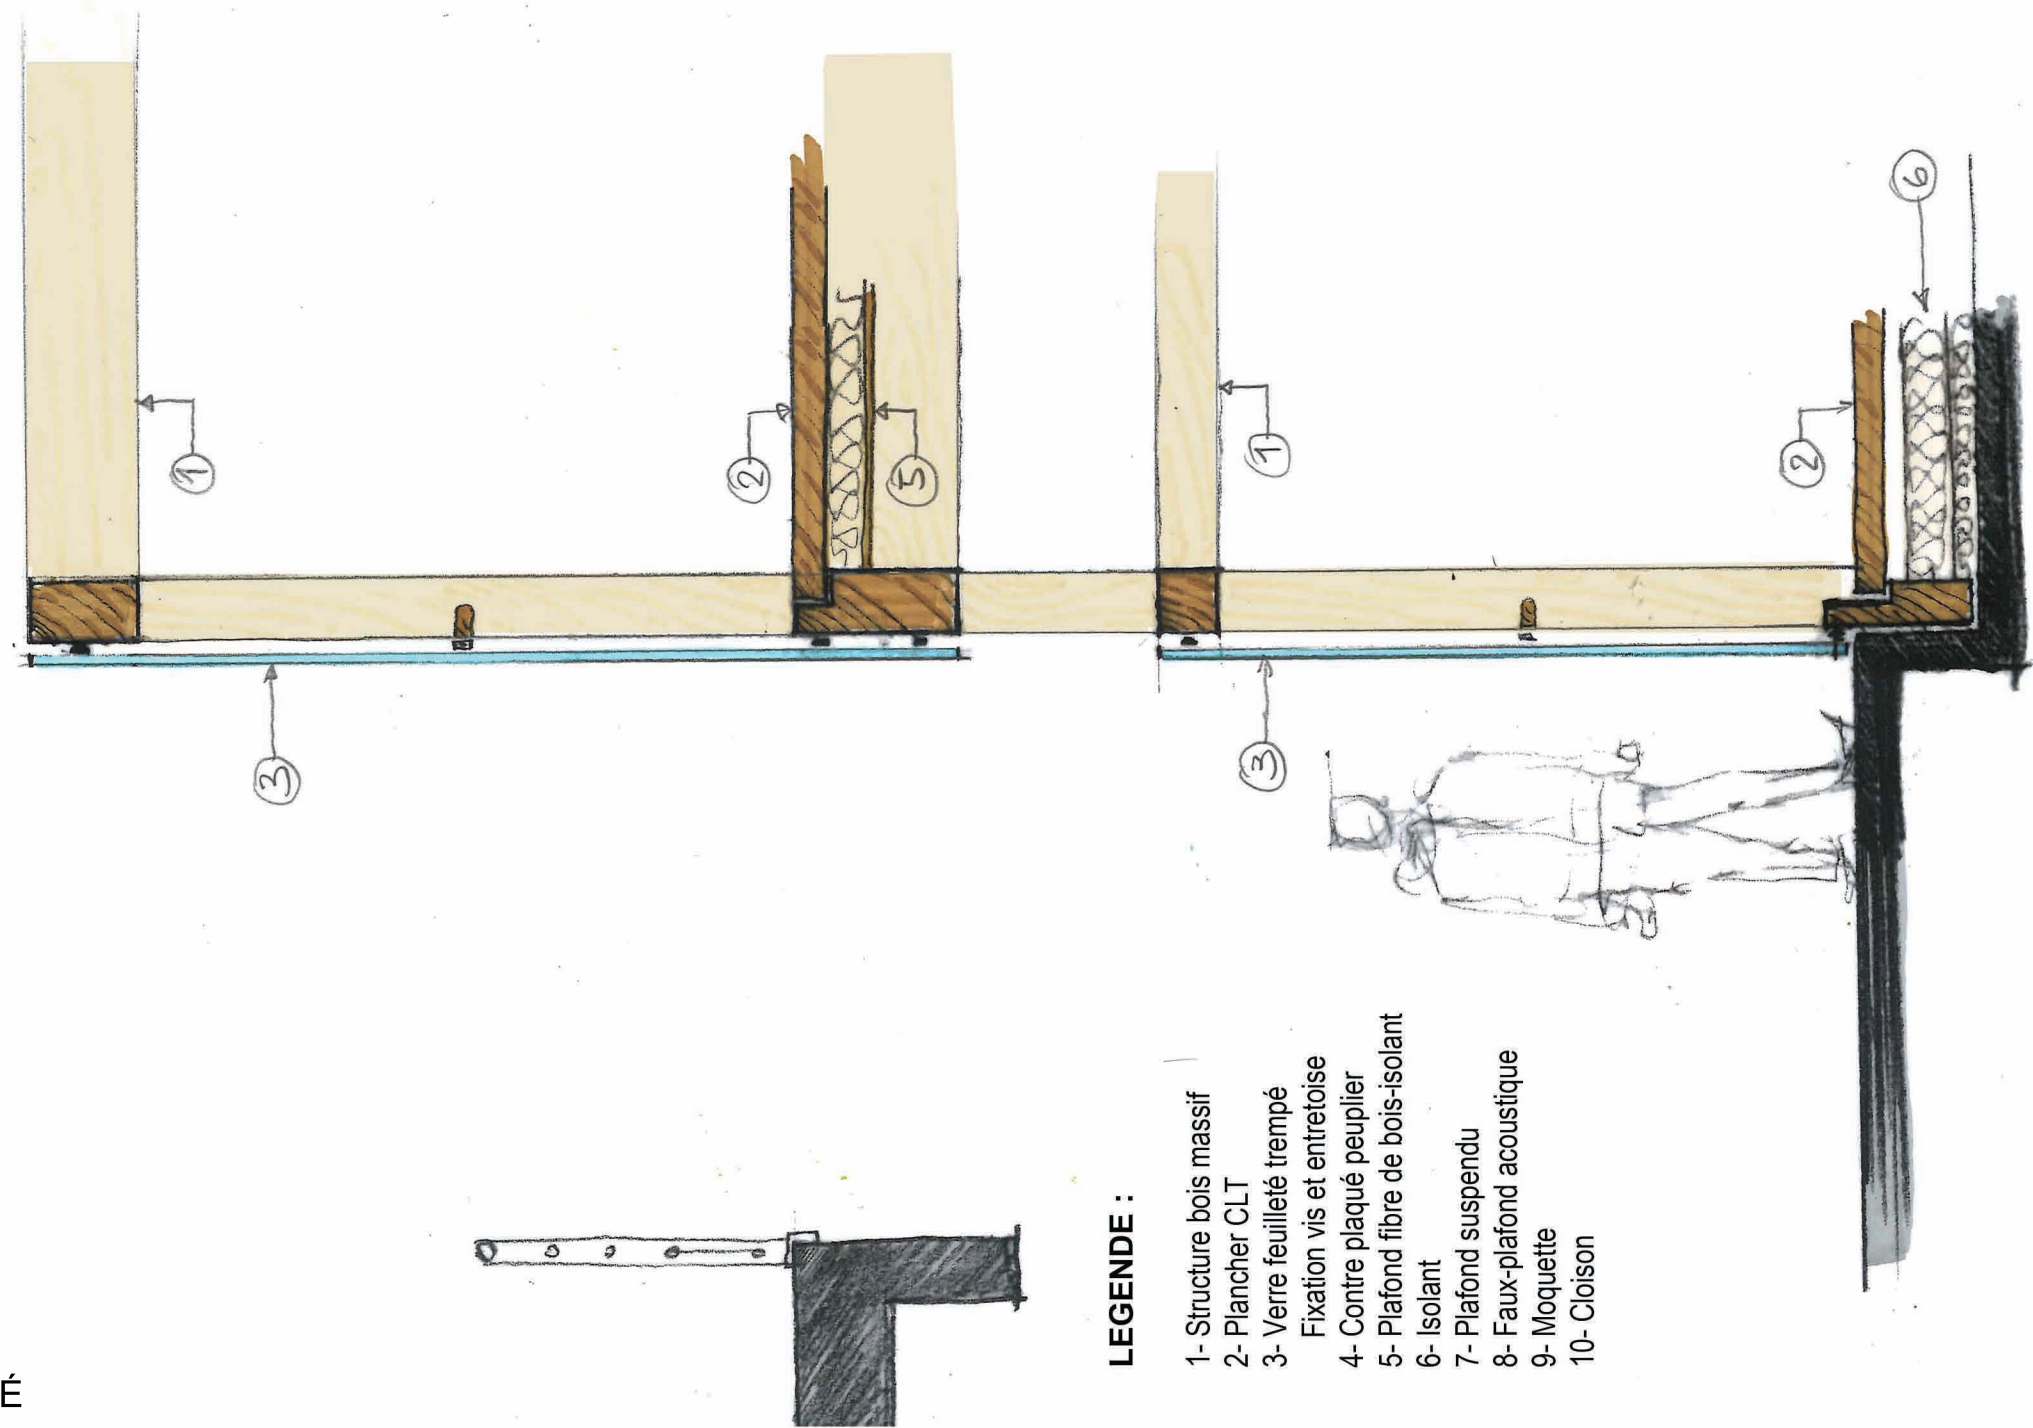 1
2
5
1
2
6
3
3
LEGENDE :
1- Structure bois massif
2- Plancher CLT
3- Verre feuilleté trempé
Fixation vis et entretoise
4- Contre plaqué peuplier
5- Plafond fibre de bois-isolant
6- Isolant
7- Plafond suspendu
8- Faux-plafond acoustique
9- Moquette
10- Cloison
É